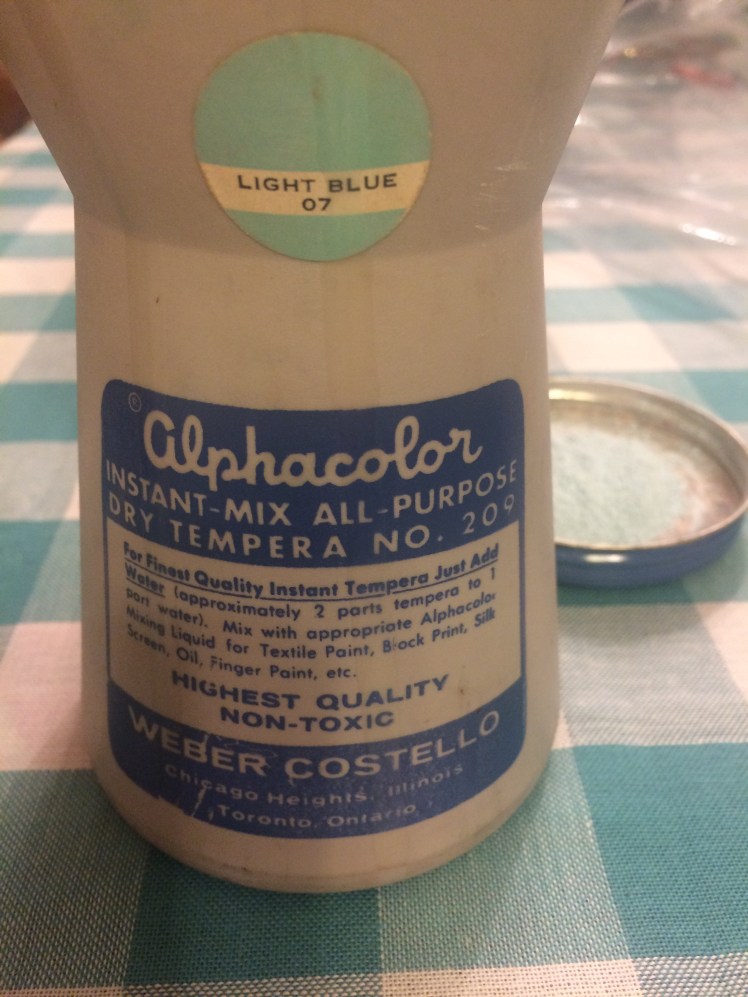 LIGHT BLUE
07
©
alphacolor
INSTANT-MIX ALL-PURPOSE
DRY TEMPERA NO. 209
For Finest Quality Instant Tempera Just Add
Water (approximately 2 parts tempera to 1
part water). Mix with appropriate Alphacolor
Mixing Liquid for Textile Paint, Block Print, Silk
Screen, Oil, Finger Paint, etc.
HIGHEST QUALITY
NON-TOXIC
WEBER COSTELLO
Chicago Heights, Illinois
Toronto, Ontario